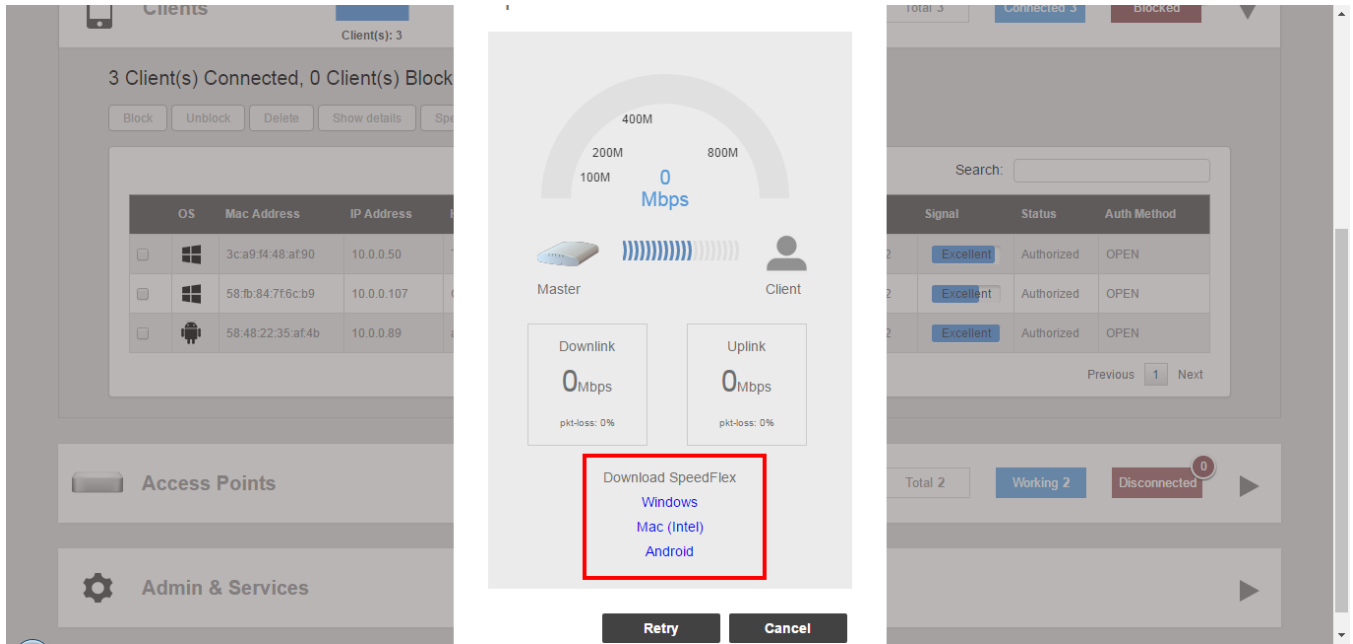 Clients
Client(s): 3
Total 3
Connected 3
Blocked
3 Client(s) Connected, 0 Client(s) Block
Block Unblock Delete Show details Spe
400M
200M 800M
100M
0
Mbps
Search:
OS Mac Address IP Address Signal Status Auth Method
3c:a9:f4:48:af:90 10.0.0.50 2 Excellent Authorized OPEN
58:fb:84:7f:6c:b9 10.0.0.107 2 Excellent Authorized OPEN
58:48:22:35:af:4b 10.0.0.89 2 Excellent Authorized OPEN
Previous 1 Next
Master Client
Downlink Uplink
0Mbps 0Mbps
pkt-loss: 0% pkt-loss: 0%
Download SpeedFlex
Windows
Mac (Intel)
Android
Access Points
Total 2 Working 2 Disconnected 0
Admin & Services
Retry Cancel